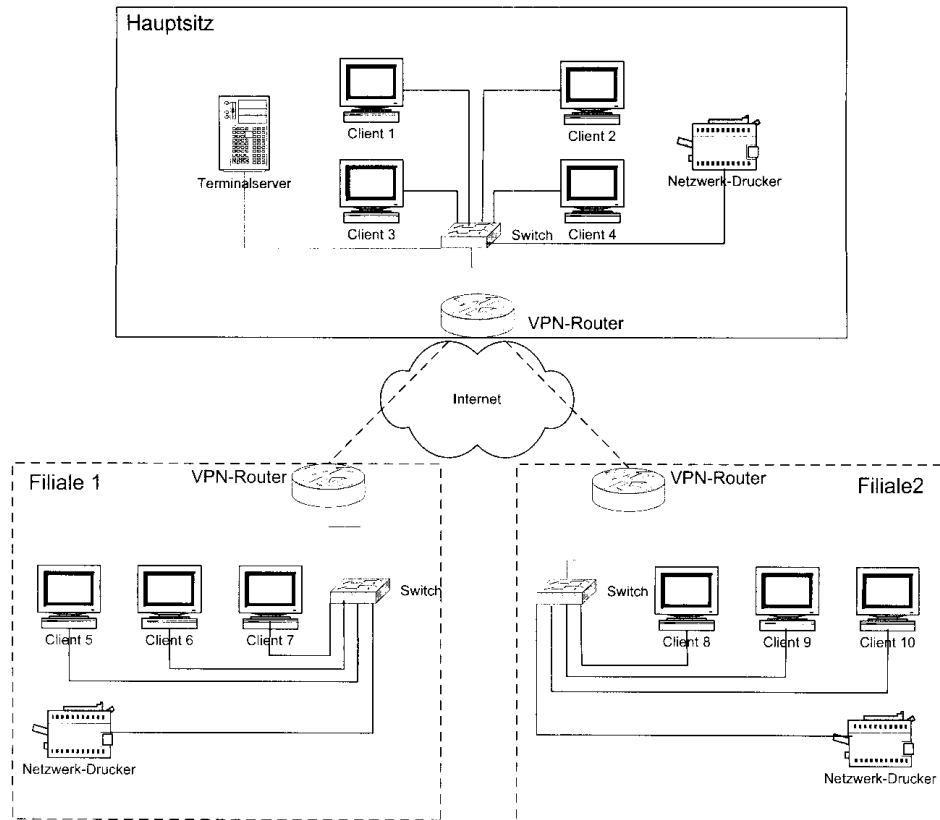 Hauptsitz
Client 1
Client 2
Terminalserver
Netzwerk-Drucker
Client 3
Switch
Client 4
VPN-Router
Internet
Filiale 1
VPN-Router
VPN-Router
Filiale2
Switch
Switch
Client 5
Client 6
Client 7
Client 8
Client 9
Client 10
Netzwerk-Drucker
Netzwerk-Drucker